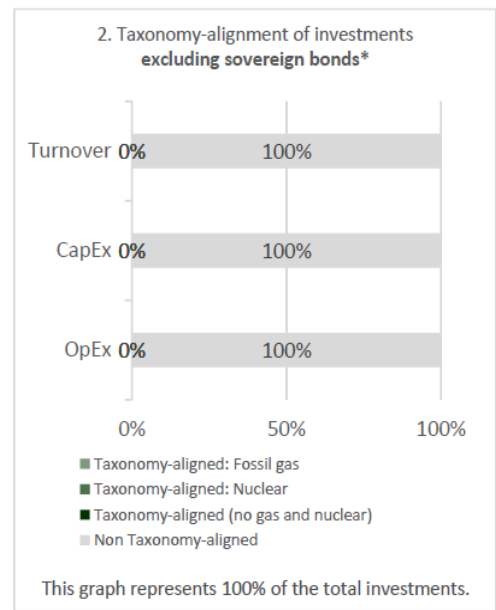 2. Taxonomy-alignment of investments
excluding sovereign bonds*
Turnover 0% 100%
CapEx 0% 100%
OpEx 0% 100%
0% 50% 100%
Taxonomy-aligned: Fossil gas
Taxonomy-aligned: Nuclear
Taxonomy-aligned (no gas and nuclear)
Non Taxonomy-aligned
This graph represents 100% of the total investments.